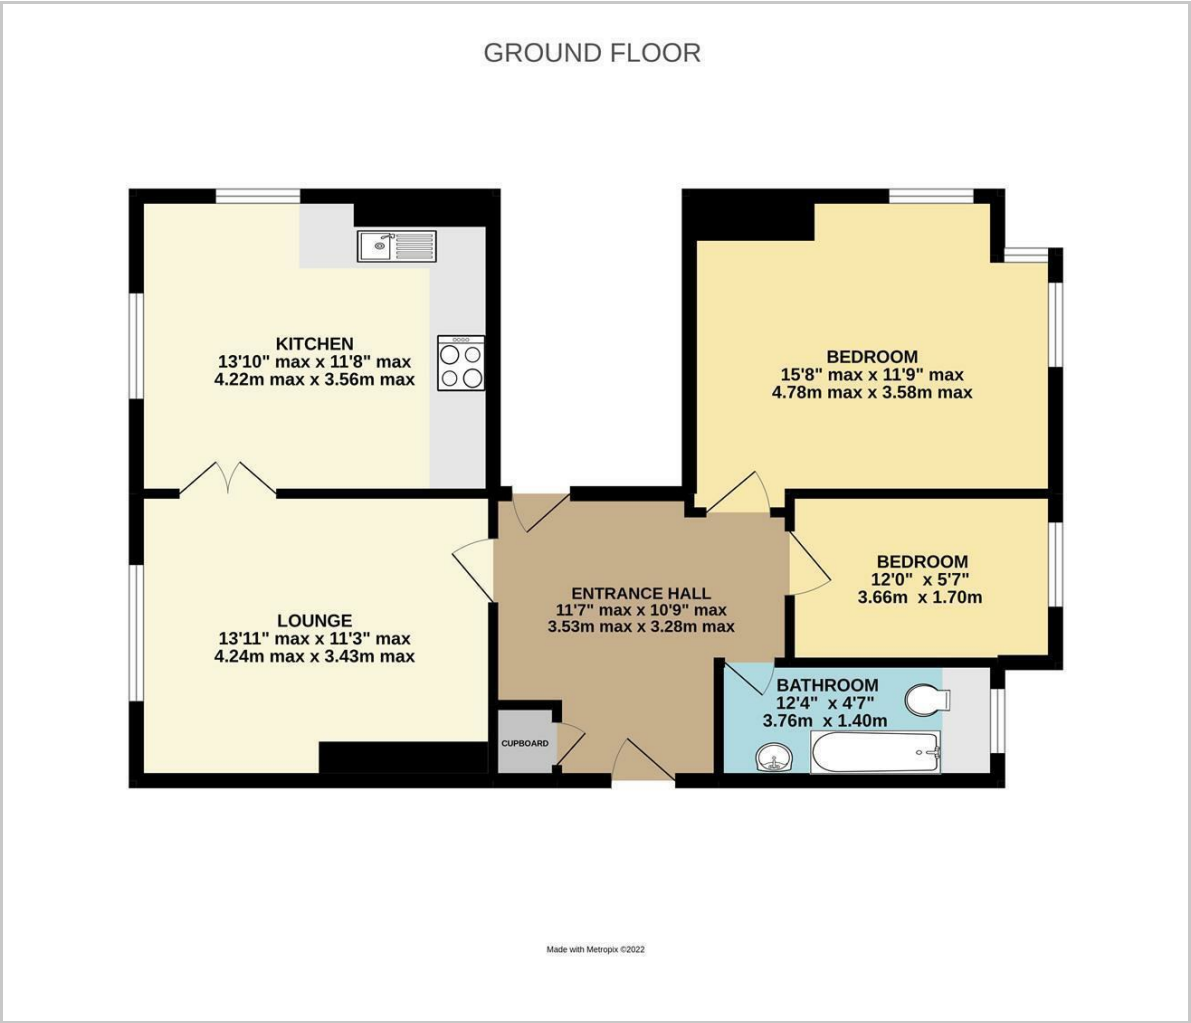 GROUND FLOOR
KITCHEN
13'10" max x 11'8" max
4.22m max x 3.56m max
BEDROOM
15'8" max x 11'9" max
4.78m max x 3.58m max
BEDROOM
12'0" x 5'7"
3.66m x 1.70m
ENTRANCE HALL
11'7" max x 10'9" max
3.53m max x 3.28m max
LOUNGE
13'11" max x 11'3" max
4.24m max x 3.43m max
BATHROOM
12'4" x 4'7"
3.76m x 1.40m
CUPBOARD
Made with Metropix ©2022